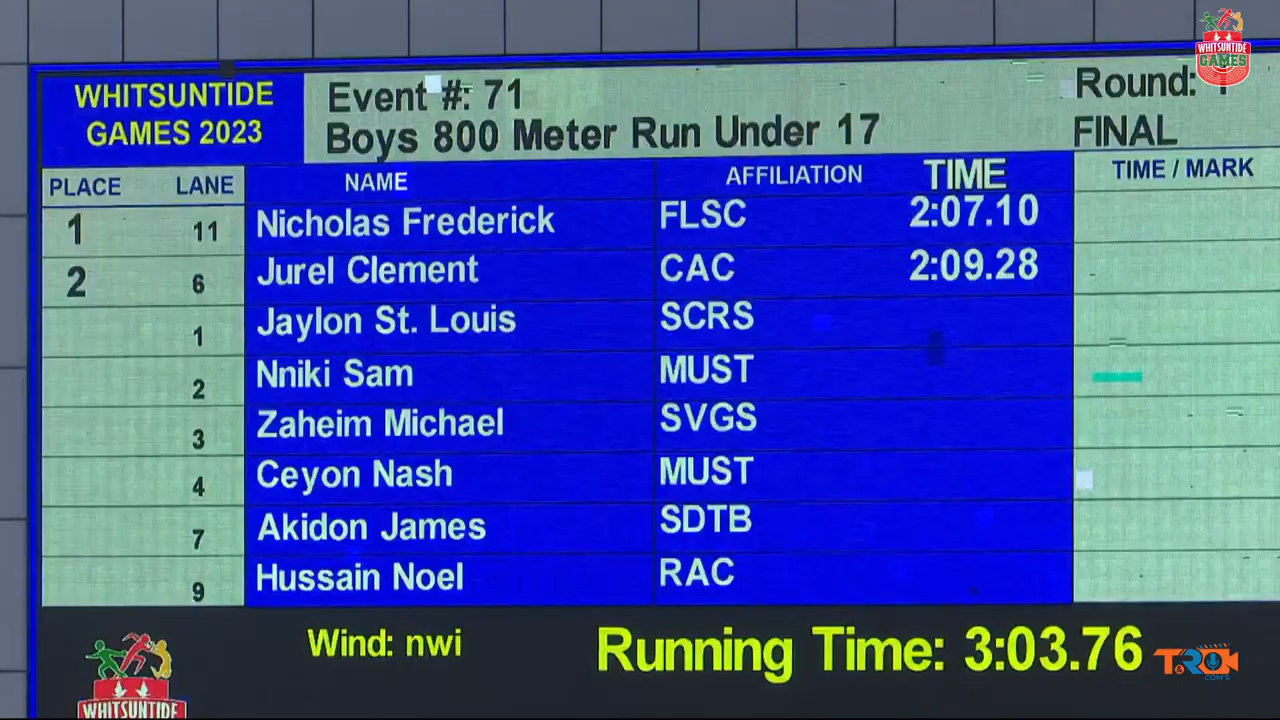 WHITSUNTIDE
GAMES
WHITSUNTIDE
GAMES 2023
Event #: 71
Boys 800 Meter Run Under 17
Round: 1
FINAL
PLACE LANE NAME AFFILIATION TIME TIME / MARK
1 11 Nicholas Frederick FLSC 2:07.10
2 6 Jurel Clement CAC 2:09.28
1 Jaylon St. Louis SCRS
2 Nniki Sam MUST
3 Zaheim Michael SVGS
4 Ceyon Nash MUST
7 Akidon James SDTB
9 Hussain Noel RAC
Wind: nwi
Running Time: 3:03.76
WHITSUNTIDE
T&RO
COM'S